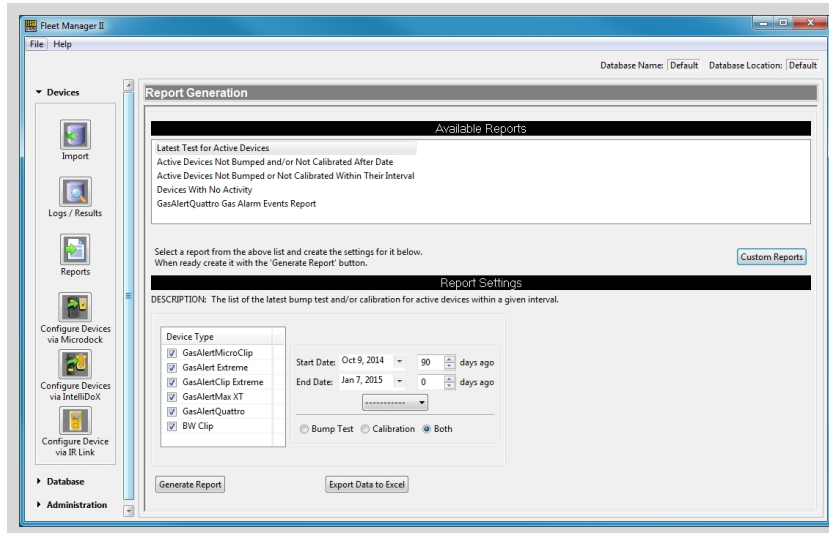 Fleet Manager II
File Help
Database Name: Default Database Location: Default
Devices
Import
Logs / Results
Reports
Configure Devices
via Microdock
Configure Devices
via IntelliDoX
Configure Device
via IR Link
Database
Administration
Report Generation
Available Reports
Latest Test for Active Devices
Active Devices Not Bumped and/or Not Calibrated After Date
Active Devices Not Bumped or Not Calibrated Within Their Interval
Devices With No Activity
GasAlertQuattro Gas Alarm Events Report
Select a report from the above list and create the settings for it below.
When ready create it with the 'Generate Report' button.
Custom Reports
Report Settings
DESCRIPTION: The list of the latest bump test and/or calibration for active devices within a given interval.
Device Type
GasAlertMicroClip
GasAlert Extreme
GasAlertClip Extreme
GasAlertMax XT
GasAlertQuattro
BW Clip
Start Date: Oct 9, 2014 90 days ago
End Date: Jan 7, 2015 0 days ago
-----------
Bump Test Calibration Both
Generate Report Export Data to Excel